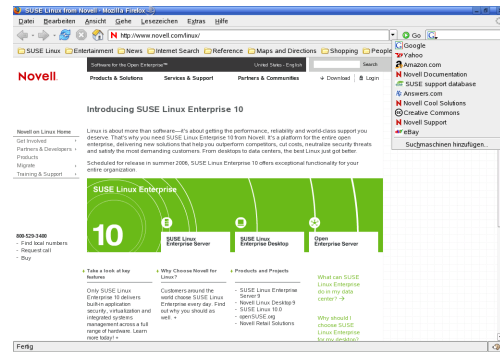 SUSE Linux from Novell - Mozilla Firefox
Datei Bearbeiten Ansicht Gehe Lesezeichen Extras Hilfe
http://www.novell.com/linux/
Go
SUSE Linux Entertainment News Internet Search Reference Maps and Directions Shopping People
Google
Yahoo
Amazon.com
Novell Documentation
SUSE support database
Answers.com
Novell Cool Solutions
Creative Commons
Novell Support
eBay
Suchmaschinen hinzufügen...
Software for the Open Enterprise™ United States - English Search
Novell.
Products & Solutions Services & Support Partners & Communities Download Login
Introducing SUSE Linux Enterprise 10
Novell on Linux Home
Get Involved
Partners & Developers
Products
Migrate
Training & Support
Linux is about more than software—it's about getting the performance, reliability and world-class support you
deserve. That's why you need SUSE Linux Enterprise 10 from Novell. It's a platform for the entire open
enterprise, delivering new solutions that help you outperform competitors, cut costs, neutralize security threats
and satisfy the most demanding customers. From desktops to data centers, the best Linux just got better.
Scheduled for release in summer 2006, SUSE Linux Enterprise 10 offers exceptional functionality for your
entire organization.
SUSE Linux Enterprise
10
SUSE Linux
Enterprise Server
SUSE Linux
Enterprise Desktop
Open
Enterprise Server
800-529-3400
- Find local numbers
- Request call
- Buy
Take a look at key
features
Only SUSE Linux
Enterprise 10 delivers
built-in application
security, virtualization and
integrated systems
management across a full
range of hardware. Learn
more today! +
Why Choose Novell for
Linux?
Customers around the
world choose SUSE Linux
Enterprise every day. Find
out why you should as
well. +
Products and Projects
- SUSE Linux Enterprise
Server 9
- Novell Linux Desktop 9
- SUSE Linux 10.0
- openSUSE.org
- Novell Retail Solutions
What can SUSE
Linux Enterprise
do in my data
center? →
Why should I
choose SUSE
Linux Enterprise
for my desktop?
Fertig